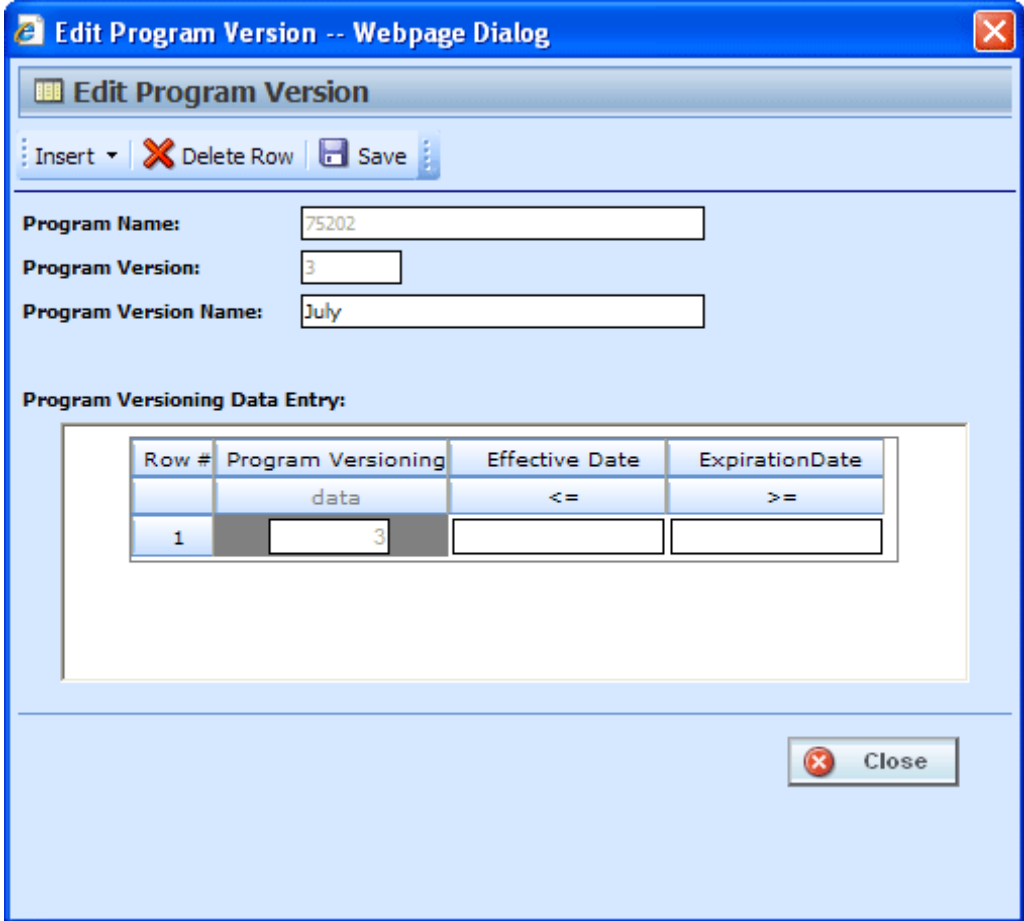 Edit Program Version -- Webpage Dialog
Edit Program Version
Insert Delete Row Save
Program Name: 75202
Program Version: 3
Program Version Name: July
Program Versioning Data Entry:
Row # Program Versioning Effective Date ExpirationDate
data <= >=
1 3
Close